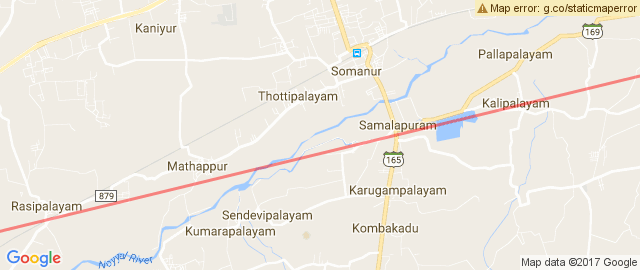 Map error: g.co/staticmaperror
Kaniyur
169
Pallapalayam
Somanur
Thottipalayam
Kalipalayam
Samalapuram
165
Mathappur
Karugampalayam
879
Rasipalayam
Sendevipalayam
Kumarapalayam
Kombakadu
Noyyal River
Google
Map data ©2017 Google